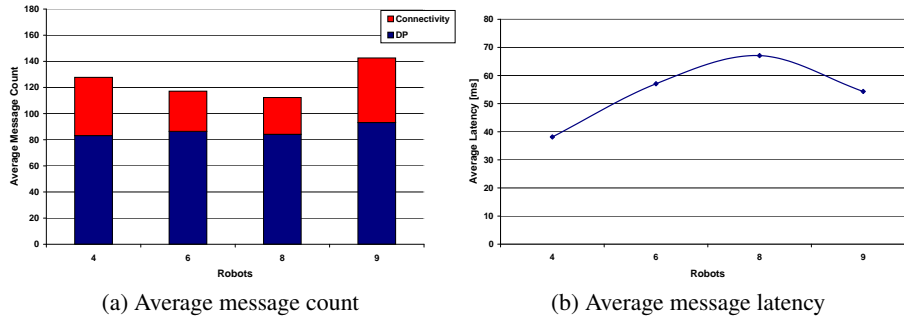 180
160
140
120
100
80
60
40
20
0
Average Message Count
Connectivity
DP
4 6 8 9
Robots
(a) Average message count
80
70
60
50
40
30
20
10
0
Average Latency [ms]
4 6 8 9
Robots
(b) Average message latency